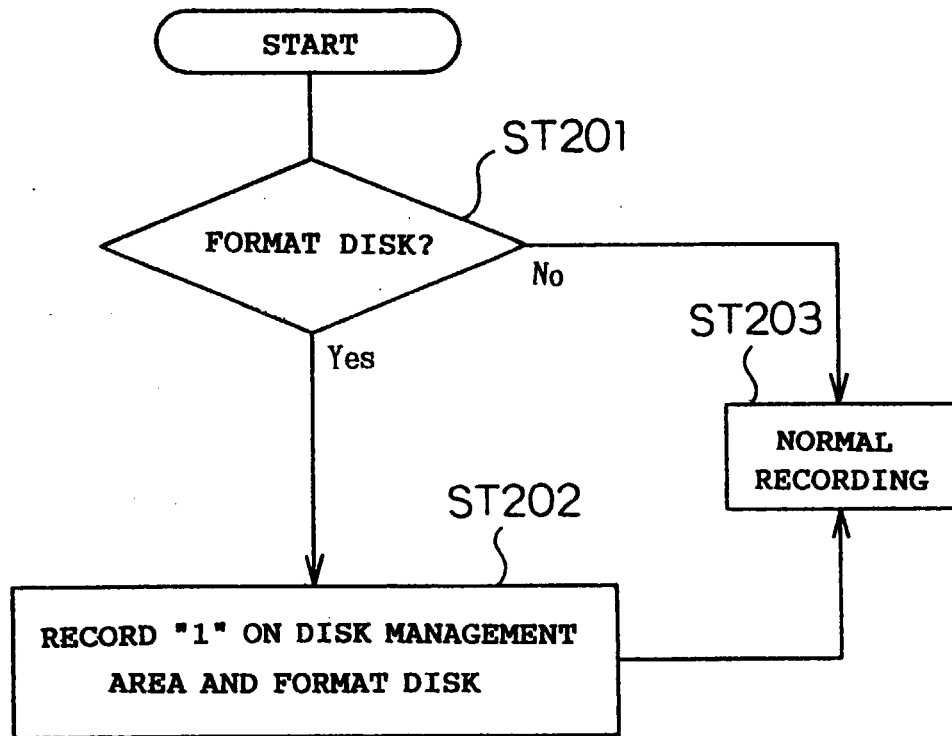 START
ST201
FORMAT DISK?
No
Yes
ST203
NORMAL
RECORDING
ST202
RECORD "1" ON DISK MANAGEMENT
AREA AND FORMAT DISK